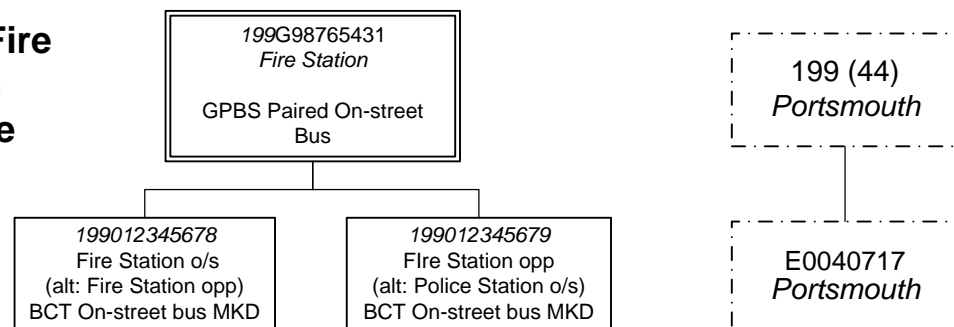 Fire
e
199G98765431
Fire Station
GPBS Paired On-street
Bus
199012345678
Fire Station o/s
(alt: Fire Station opp)
BCT On-street bus MKD
199012345679
FIre Station opp
(alt: Police Station o/s)
BCT On-street bus MKD
199 (44)
Portsmouth
E0040717
Portsmouth